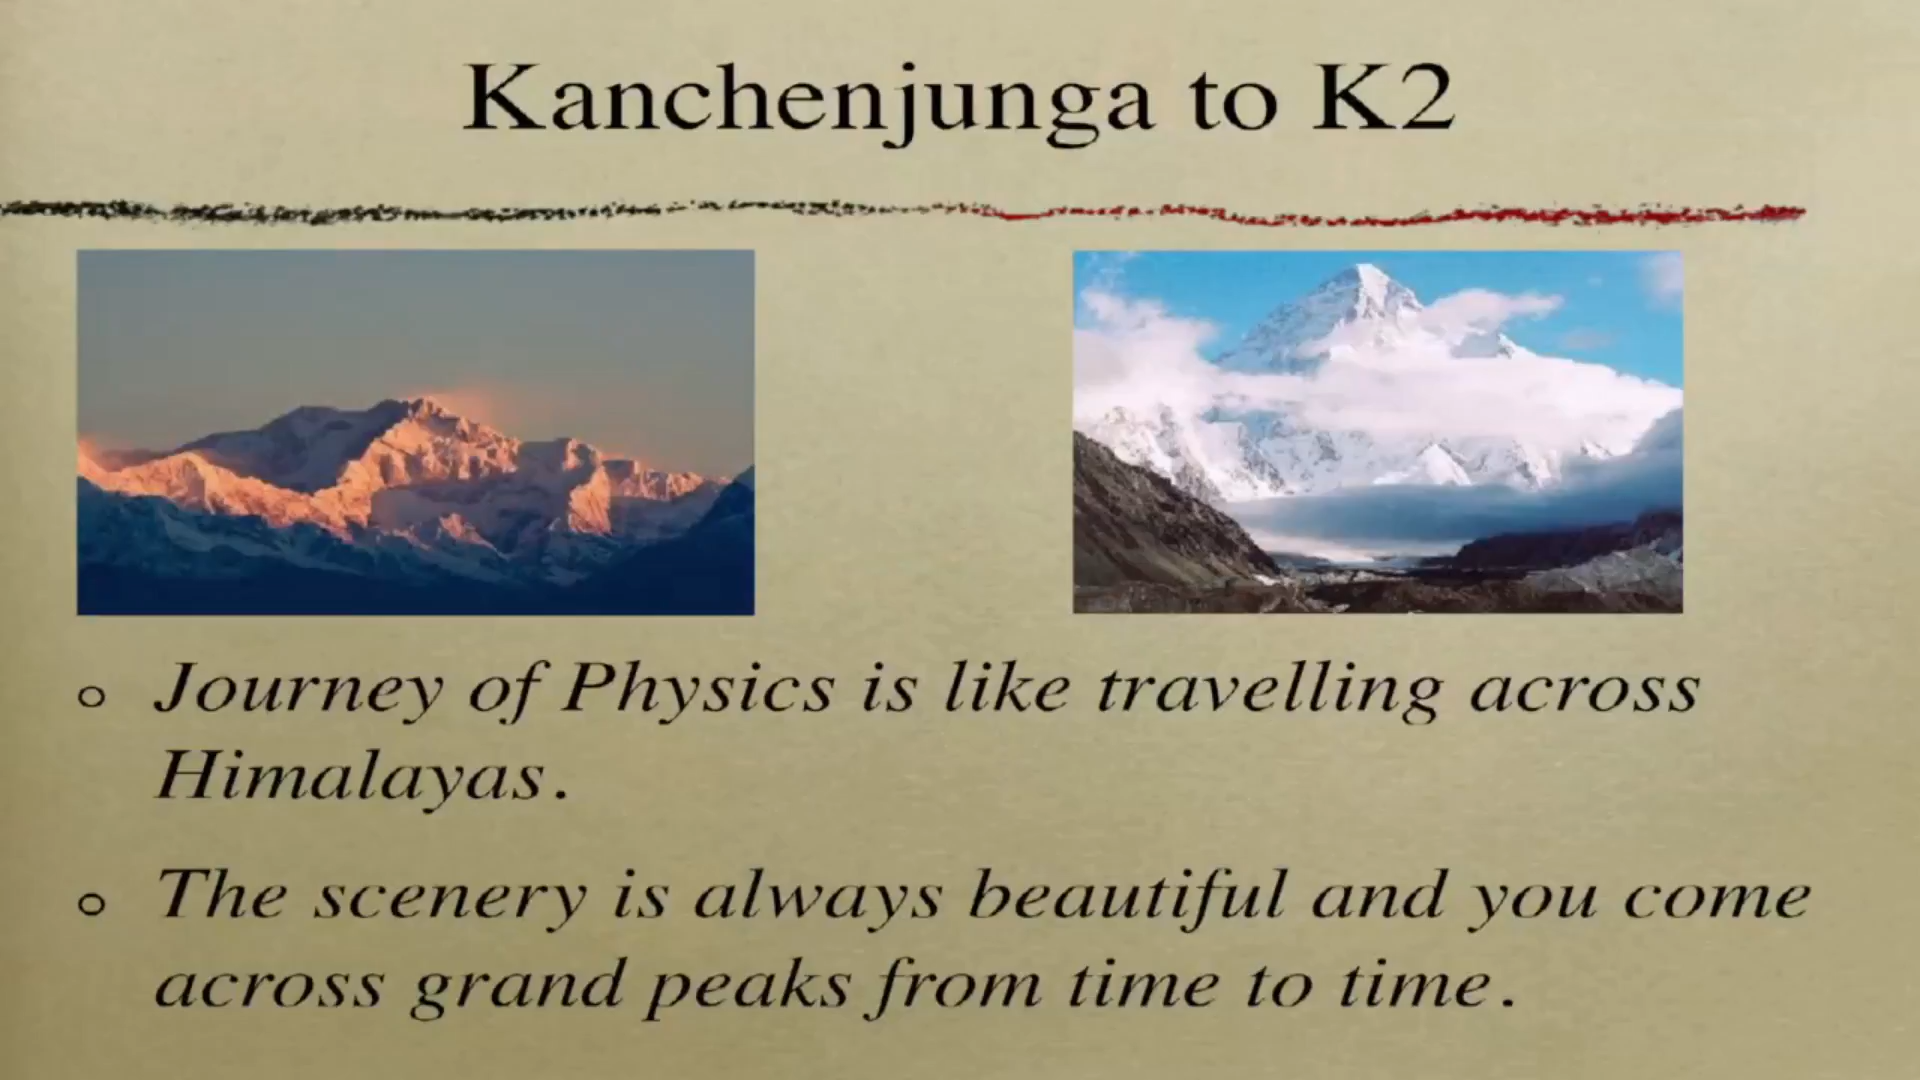 Kanchenjunga to K2
Journey of Physics is like travelling across
Himalayas.
The scenery is always beautiful and you come
across grand peaks from time to time.